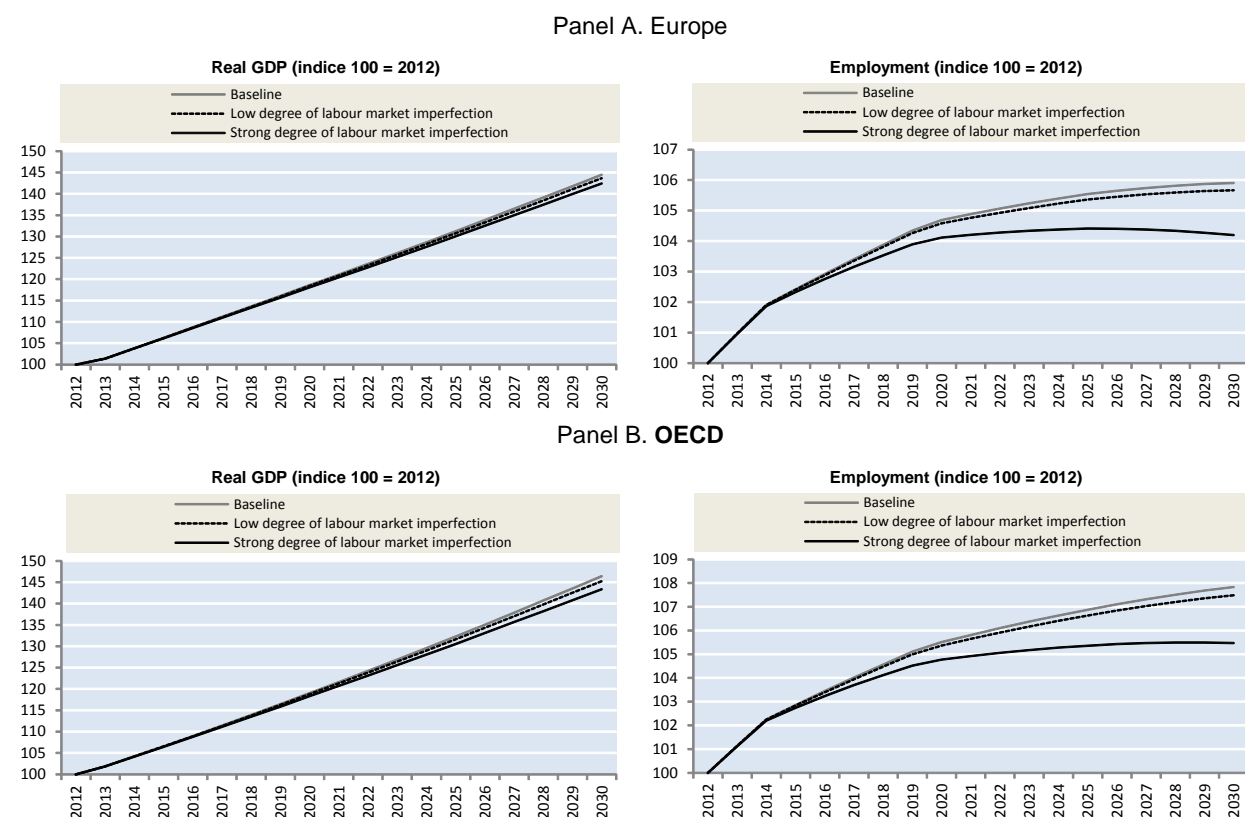 Panel A. Europe
Real GDP (indice 100 = 2012)
Baseline
Low degree of labour market imperfection
Strong degree of labour market imperfection
150
145
140
135
130
125
120
115
110
105
100
2012 2013 2014 2015 2016 2017 2018 2019 2020 2021 2022 2023 2024 2025 2026 2027 2028 2029 2030
Employment (indice 100 = 2012)
Baseline
Low degree of labour market imperfection
Strong degree of labour market imperfection
107
106
105
104
103
102
101
100
2012 2013 2014 2015 2016 2017 2018 2019 2020 2021 2022 2023 2024 2025 2026 2027 2028 2029 2030
Panel B. OECD
Real GDP (indice 100 = 2012)
Baseline
Low degree of labour market imperfection
Strong degree of labour market imperfection
150
145
140
135
130
125
120
115
110
105
100
2012 2013 2014 2015 2016 2017 2018 2019 2020 2021 2022 2023 2024 2025 2026 2027 2028 2029 2030
Employment (indice 100 = 2012)
Baseline
Low degree of labour market imperfection
Strong degree of labour market imperfection
109
108
107
106
105
104
103
102
101
100
2012 2013 2014 2015 2016 2017 2018 2019 2020 2021 2022 2023 2024 2025 2026 2027 2028 2029 2030